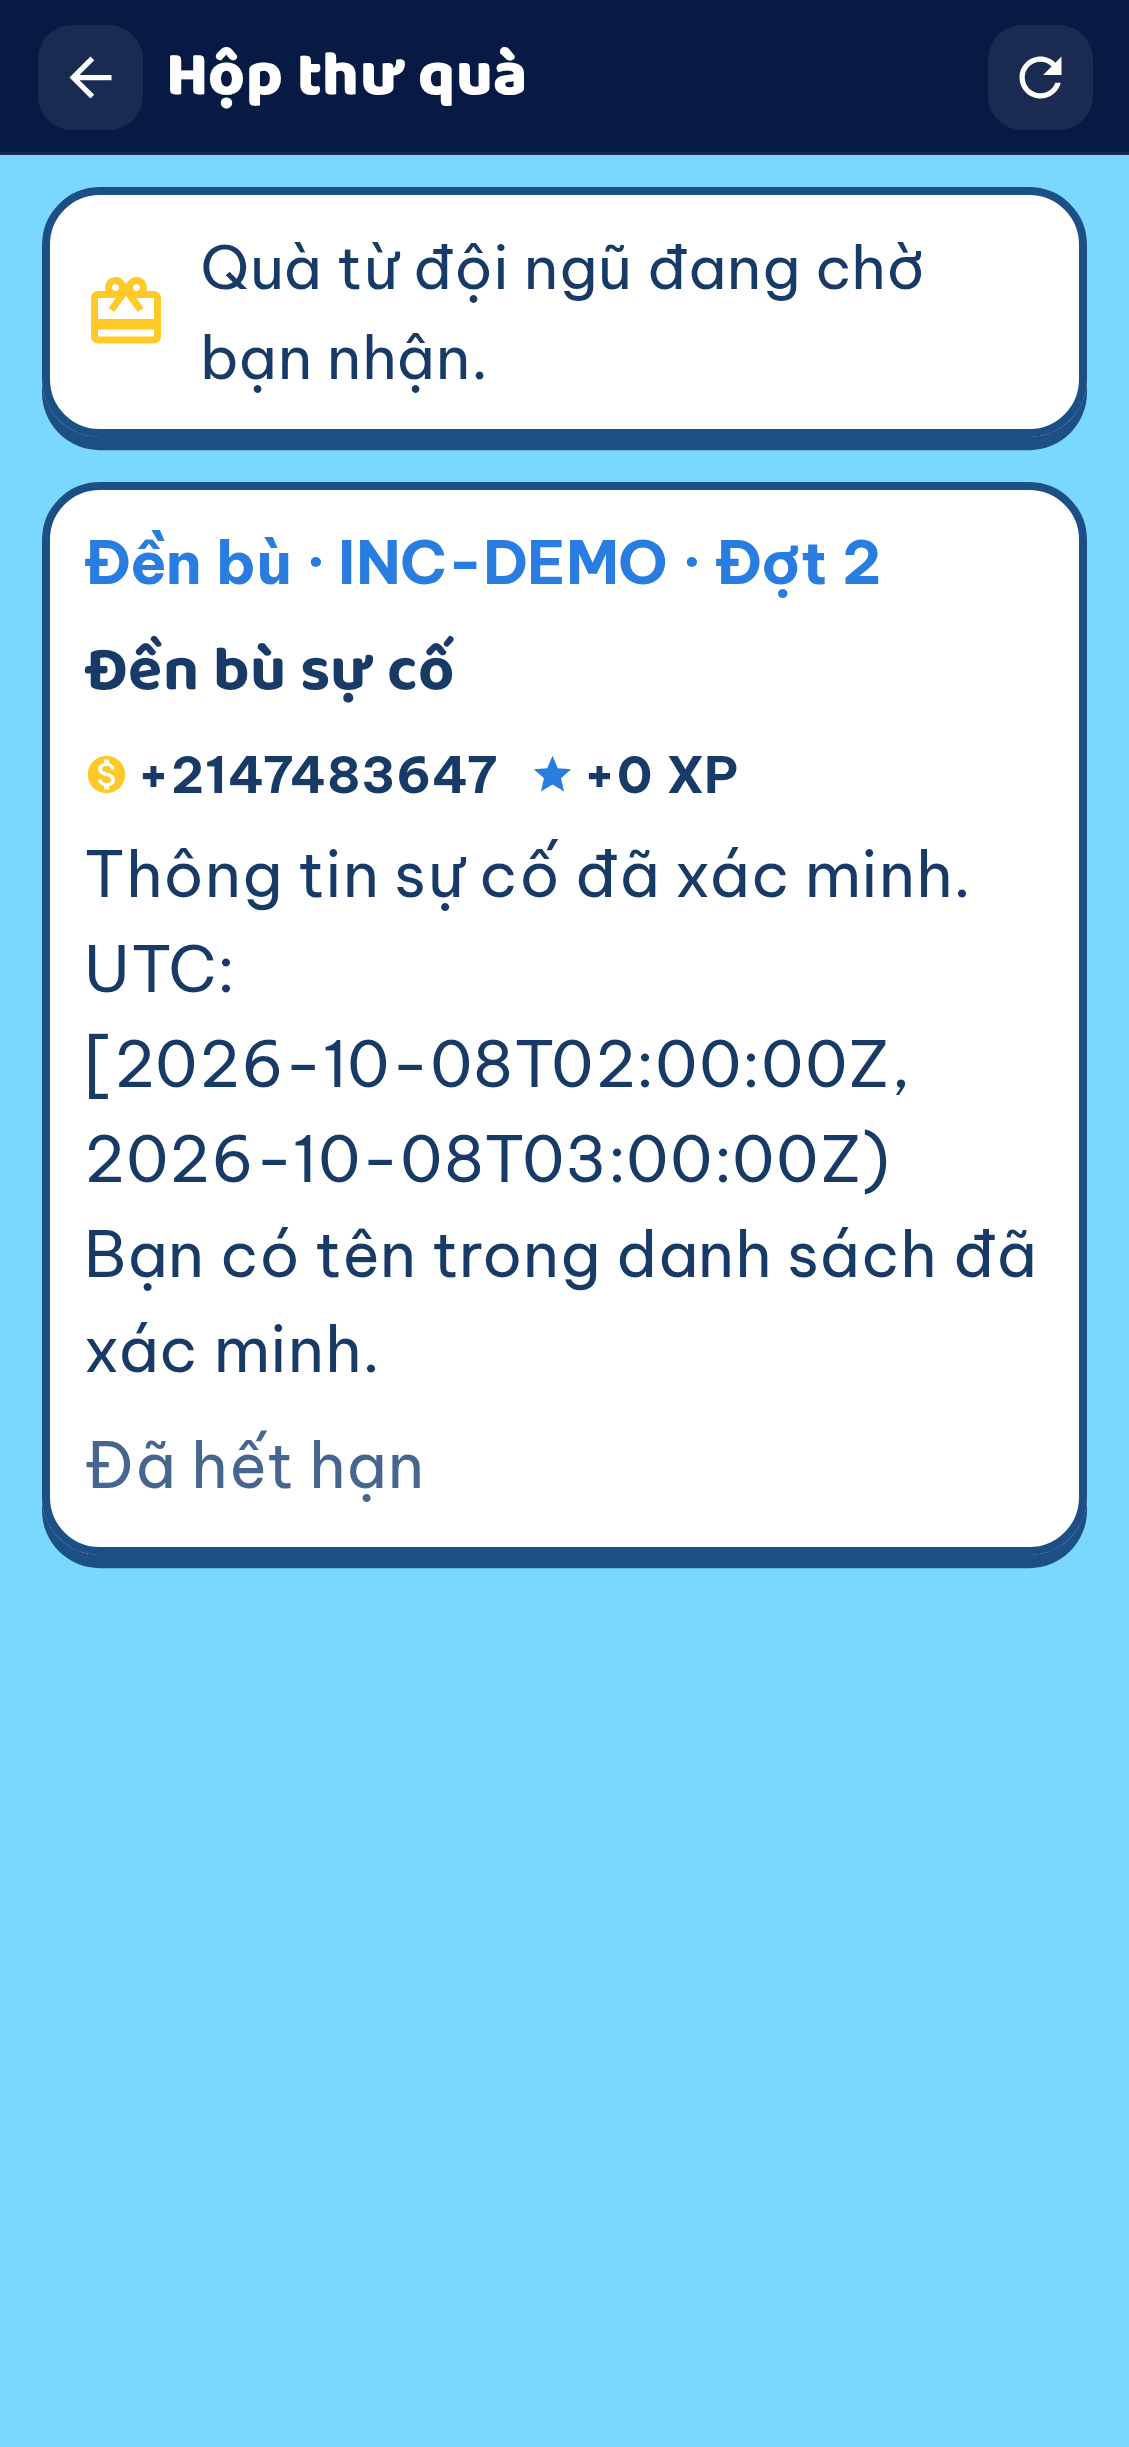 Hộp thư quà
Quà từ đội ngũ đang chờ
bạn nhận.
Đền bù · INC-DEMO · Đợt 2
Đền bù sự cố
+2147483647 +0 XP
Thông tin sự cố đã xác minh.
UTC:
[2026-10-08T02:00:00Z,
2026-10-08T03:00:00Z)
Bạn có tên trong danh sách đã
xác minh.
Đã hết hạn